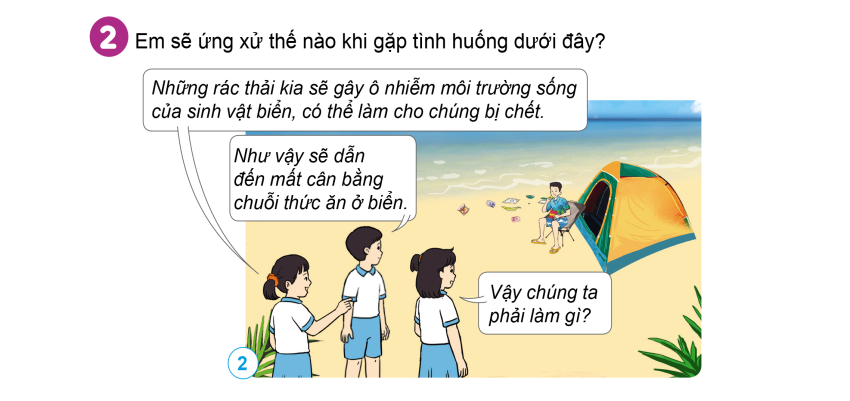 2 Em sẽ ứng xử thế nào khi gặp tình huống dưới đây?
Những rác thải kia sẽ gây ô nhiễm môi trường sống
của sinh vật biển, có thể làm cho chúng bị chết.
Như vậy sẽ dẫn
đến mất cân bằng
chuỗi thức ăn ở biển.
Vậy chúng ta
phải làm gì?
2